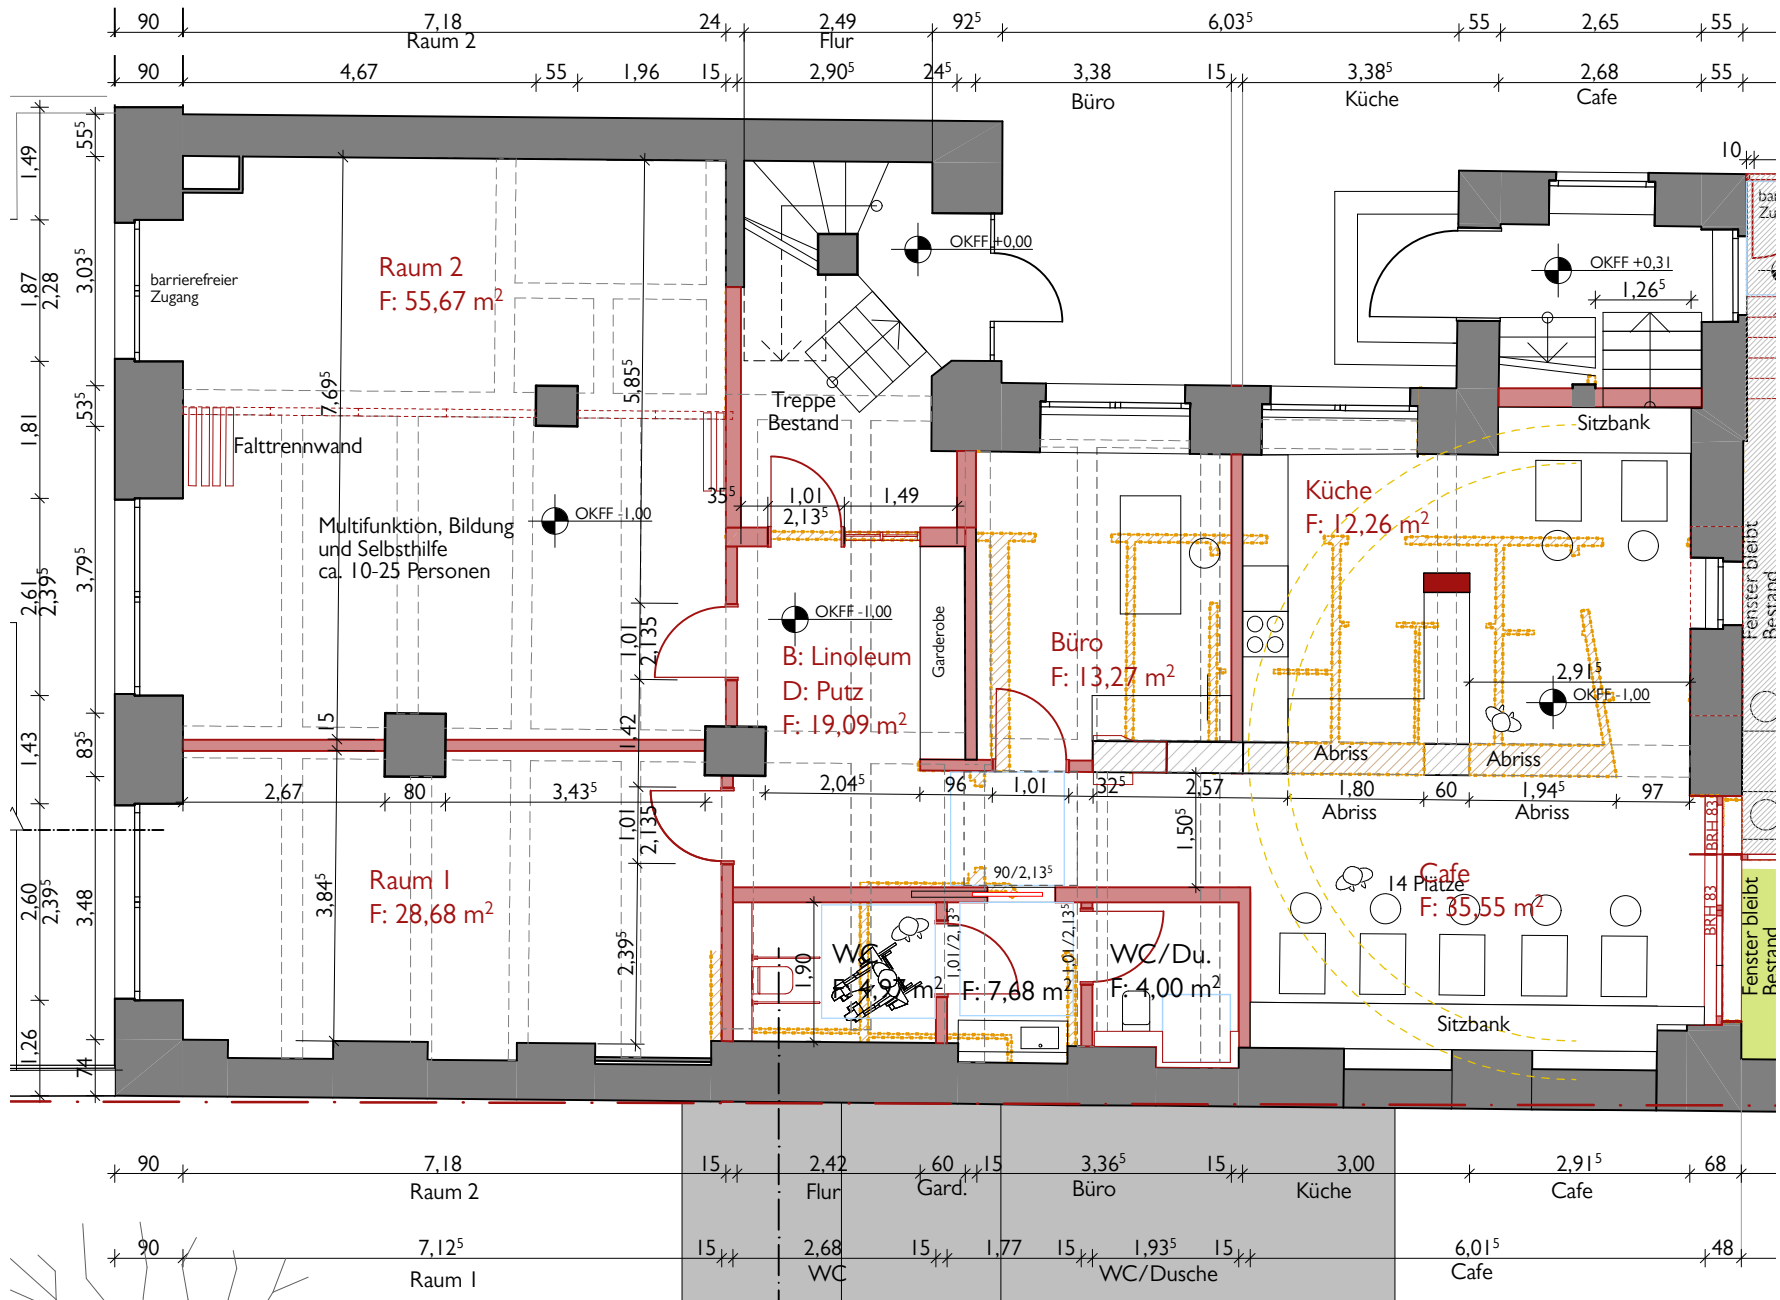 90 7,18 24 2,49 92⁵ 6,03⁵ 55 2,65 55
Raum 2 Flur
90 4,67 55 1,96 15 2,90⁵ 24⁵ 3,38 15 3,38⁵ 2,68 55
Büro Küche Cafe
10
1,49
1,87
2,28
1,81
2,61
2,39⁵
1,43
2,60
2,39⁵
1,26
55⁵
3,03⁵
53⁵
3,79⁵
83⁵
3,48
74
barrierefreier
Zugang
Raum 2
F: 55,67 m²
7,69⁵
5,85⁵
OKFF +0,00
OKFF +0,31
1,26⁵
Treppe
Bestand
Falttrennwand
Sitzbank
Multifunktion, Bildung
und Selbsthilfe
ca. 10-25 Personen
OKFF -1,00
35⁵ 1,01 1,49
2,13⁵
Küche
F: 12,26 m²
Fenster bleibt
Bestand
OKFF -1,00
B: Linoleum
D: Putz
F: 19,09 m²
Garderobe
Büro
F: 13,27 m²
2,91⁵
OKFF -1,00
1,01
2,135
1,42
15
Abriss
Abriss
2,67 80 3,43⁵ 2,04⁵ 96 1,01 32⁵ 2,57 1,80 60 1,94⁵ 97
Abriss Abriss
1,01
2,135
1,50⁵
BRH 83
BRH 83
Raum 1
F: 28,68 m²
3,84⁵
2,39⁵
90/2,13⁵
14 Plätze
Cafe
F: 35,55 m²
1,90
WC
1,01/2,13⁵
F: 7,68 m²
1,01/2,13⁵
WC/Du.
F: 4,00 m²
Sitzbank
Fenster bleibt
Bestand
90 7,18 15 2,42 60 15 3,36⁵ 15 3,00 2,91⁵ 68
Raum 2 Flur Gard. Büro Küche Cafe
90 7,12⁵ 15 2,68 15 1,77 15 1,93⁵ 15 6,01⁵ 48
Raum 1 WC WC/Dusche Cafe